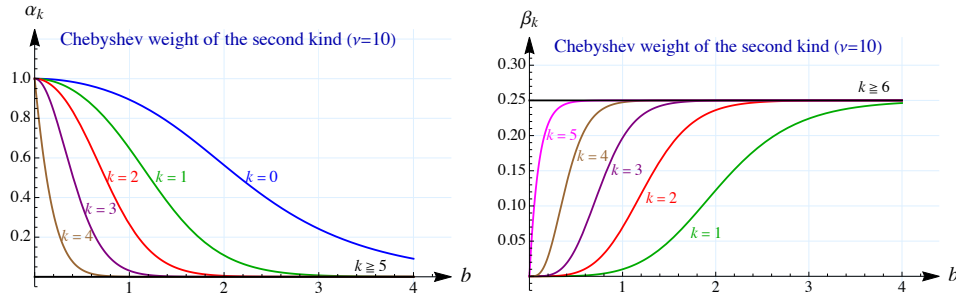 α_k
Chebyshev weight of the second kind (ν=10)
1.0
0.8
0.6
0.4
0.2
k = 0
k = 1
k = 2
k = 3
k = 4
k ≧ 5
1
2
3
4
b
β_k
Chebyshev weight of the second kind (ν=10)
0.30
0.25
0.20
0.15
0.10
0.05
k ≧ 6
k = 5
k = 4
k = 3
k = 2
k = 1
1
2
3
4
b